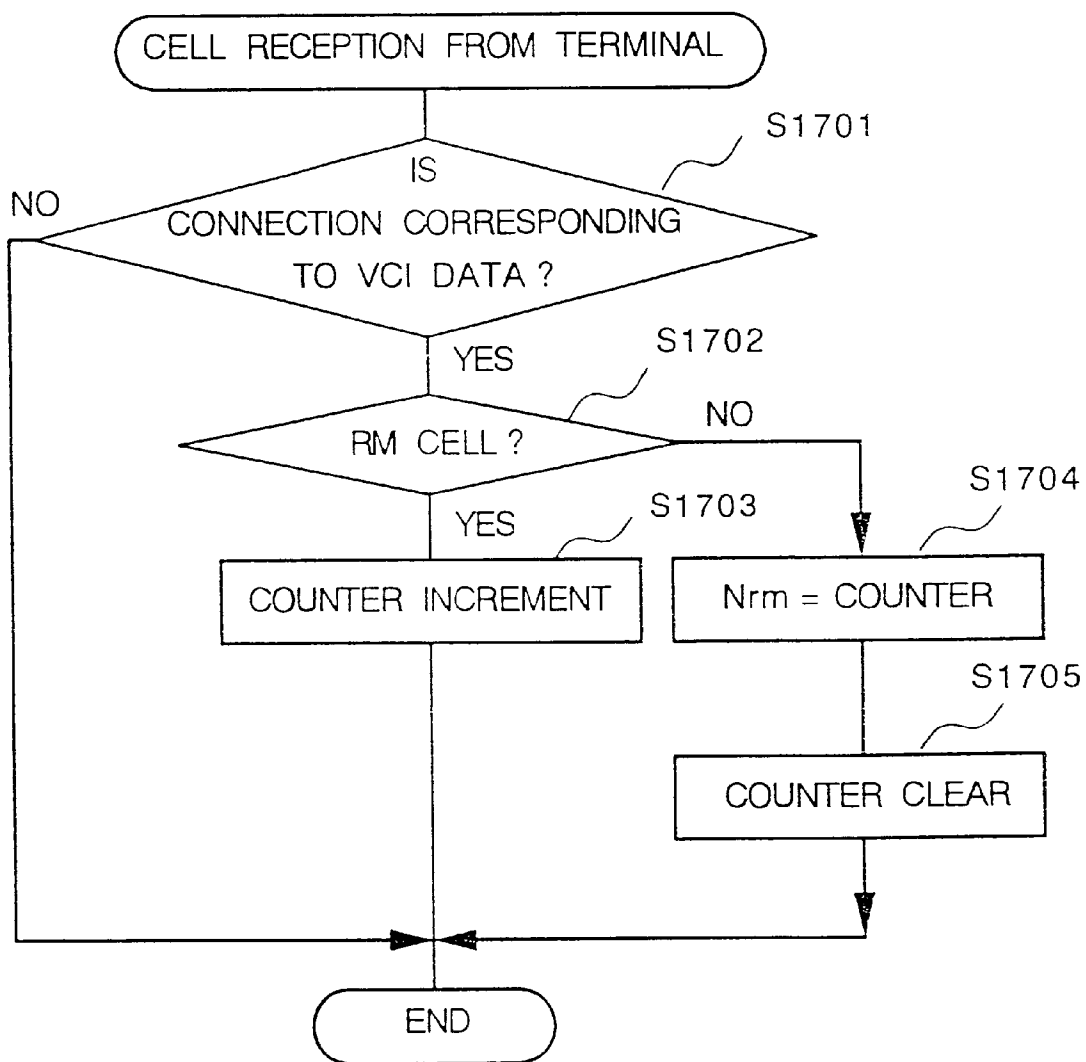 CELL RECEPTION FROM TERMINAL
S1701
IS
CONNECTION CORRESPONDING
TO VCI DATA ?
NO
YES
S1702
RM CELL ?
NO
YES
S1703
COUNTER INCREMENT
S1704
Nrm = COUNTER
S1705
COUNTER CLEAR
END